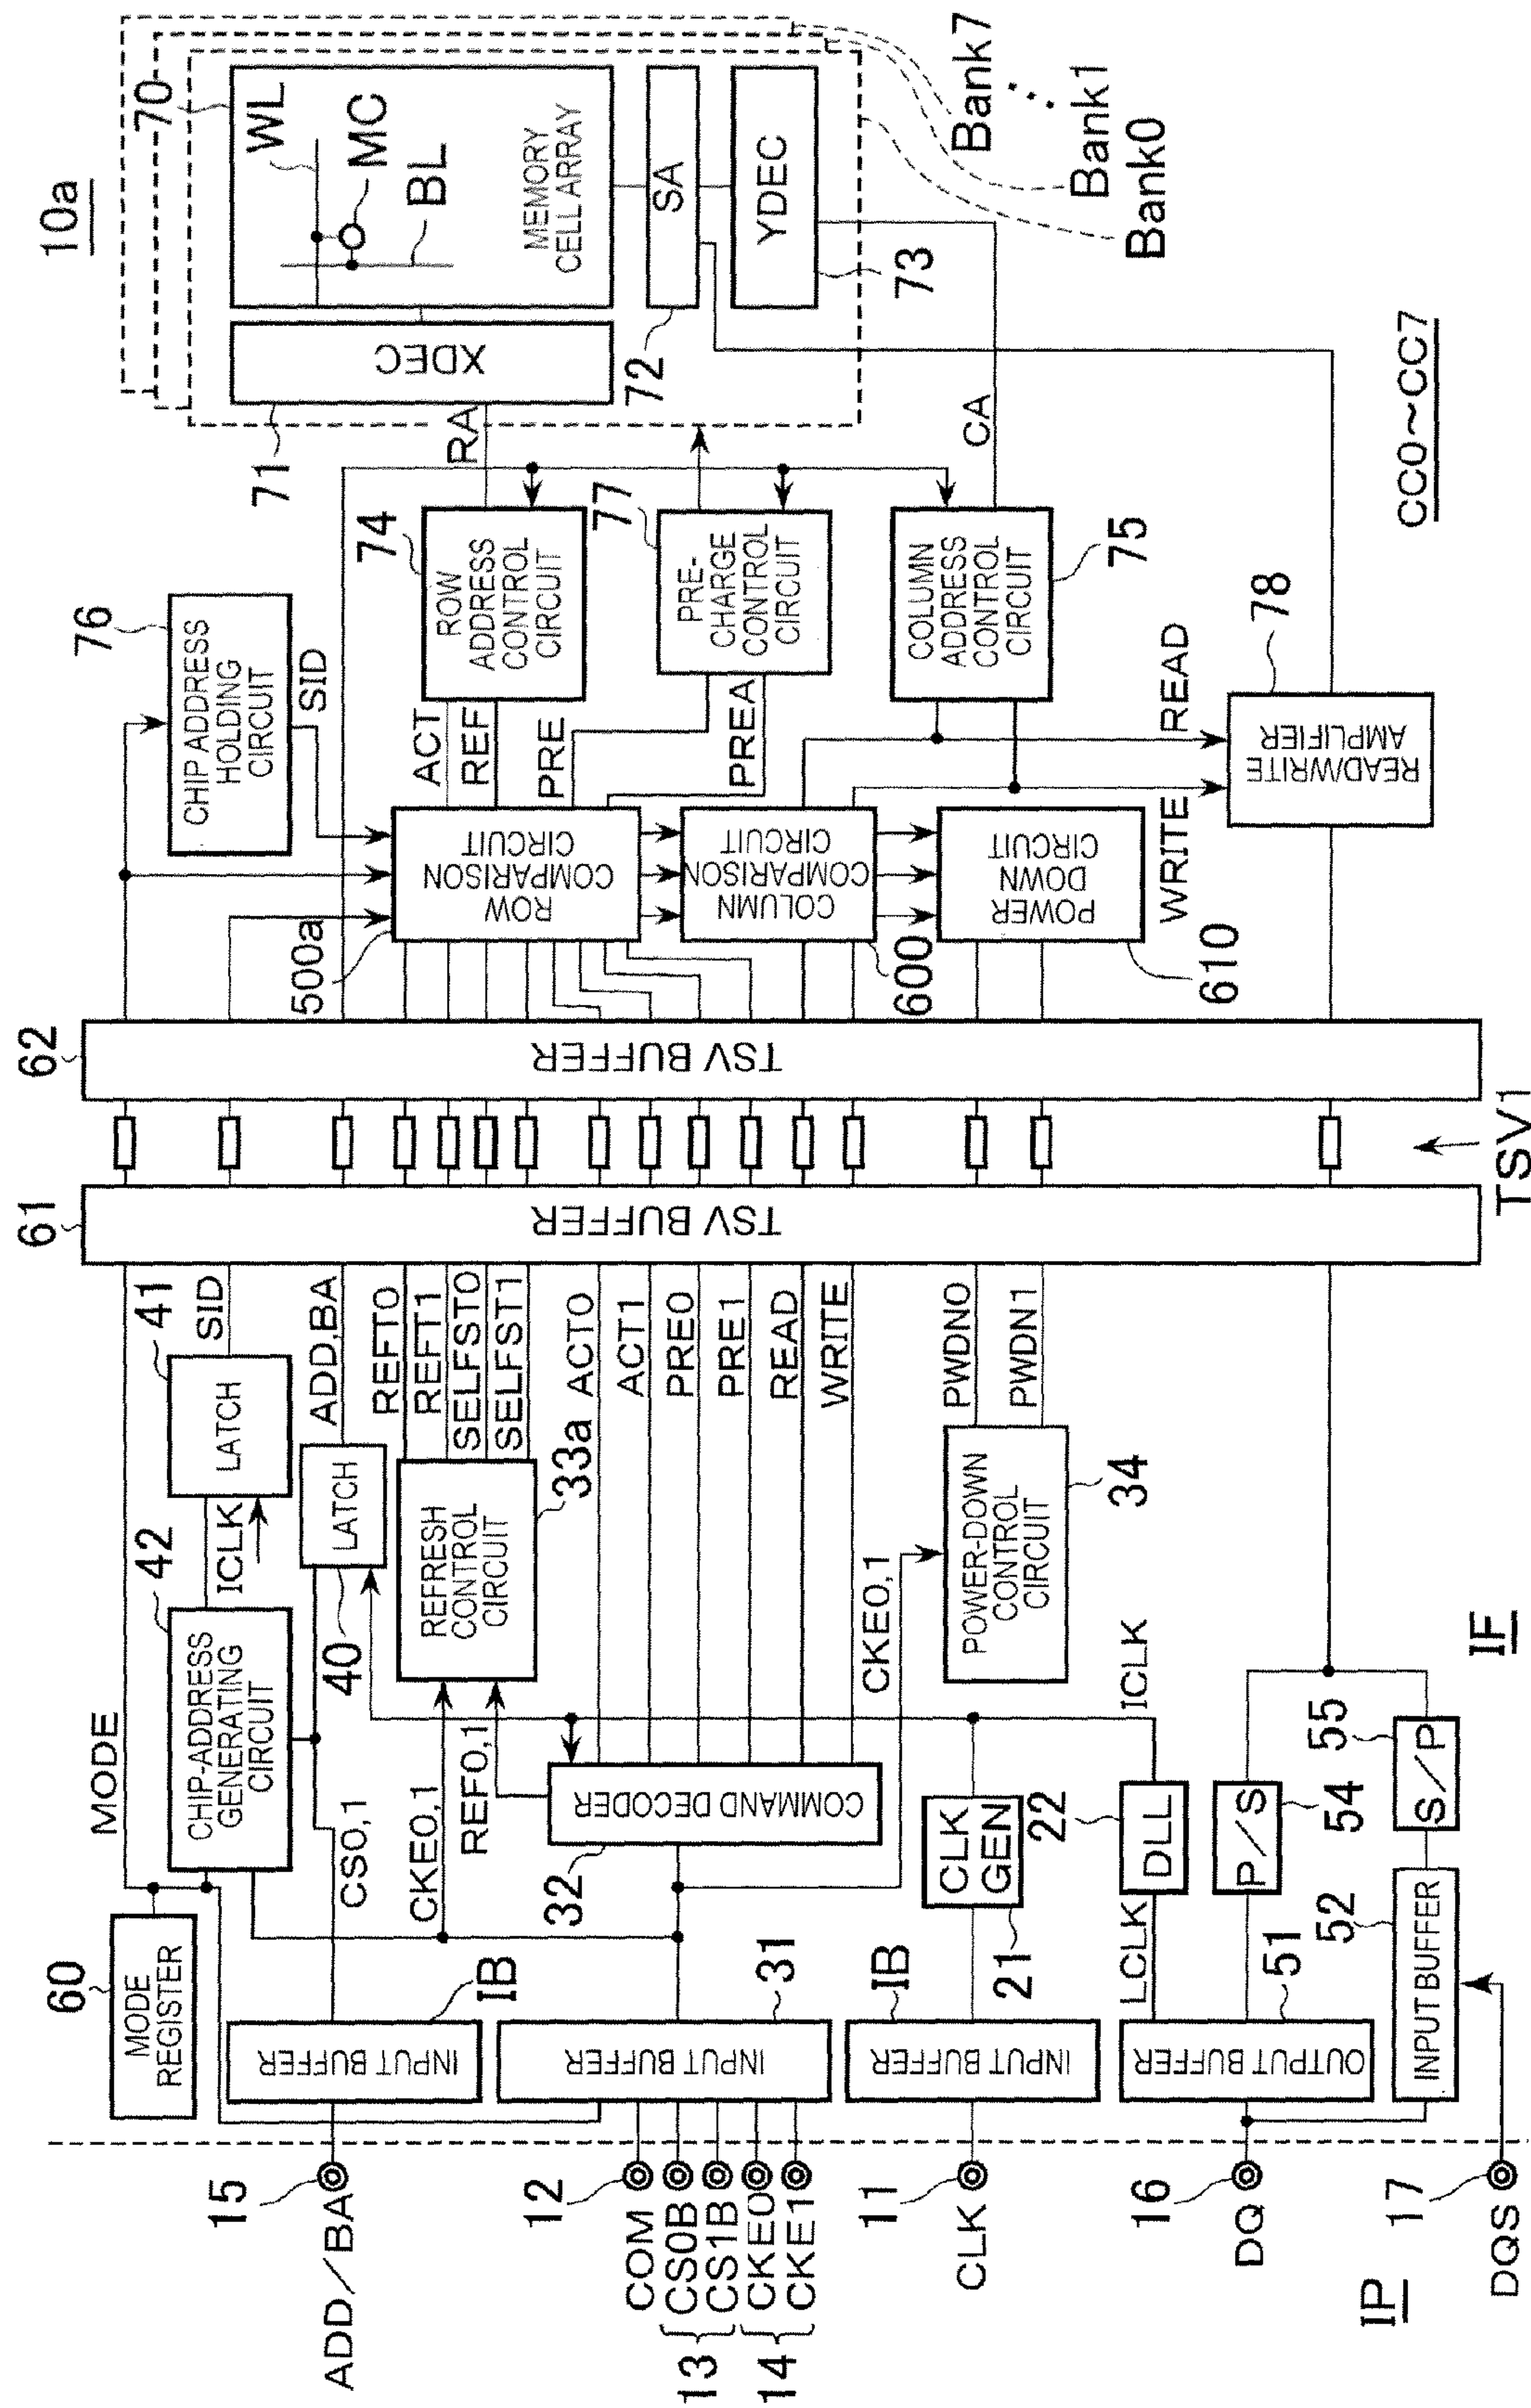 10a
ADD/BA
15
COM
12
CS0B
CS1B
13
CKE0
CKE1
14
CLK
11
DQ
16
DQS
17
IP
MODE
REGISTER
60
INPUT BUFFER
IB
INPUT BUFFER
31
INPUT BUFFER
IB
OUTPUT BUFFER
51
INPUT BUFFER
52
MODE
CHIP-ADDRESS
GENERATING
CIRCUIT
42
CS0,1
CKE0,1
REF0,1
COMMAND DECODER
32
CLK
GEN
21
LCLK
DLL
22
ICLK
P/S
54
S/P
55
IF
ICLK
LATCH
41
SID
LATCH
40
ADD,BA
REFRESH
CONTROL
CIRCUIT
33a
REFT0
REFT1
SELFST0
SELFST1
ACT0
ACT1
PRE0
PRE1
READ
WRITE
CKE0,1
POWER-DOWN
CONTROL
CIRCUIT
34
PWDN0
PWDN1
TSV BUFFER
61
TSV1
TSV BUFFER
62
CHIP ADDRESS
HOLDING
CIRCUIT
76
SID
ROW
COMPARISON
CIRCUIT
500a
COLUMN
COMPARISON
CIRCUIT
600
POWER
DOWN
CIRCUIT
610
ACT
REF
PRE
PREA
READ
WRITE
ROW
ADDRESS
CONTROL
CIRCUIT
74
PRE-
CHARGE
CONTROL
CIRCUIT
77
COLUMN
ADDRESS
CONTROL
CIRCUIT
75
READ/WRITE
AMPLIFIER
78
RA
CA
XDEC
71
WL
MC
BL
MEMORY
CELL ARRAY
70
SA
72
YDEC
73
Bank7
Bank1
Bank0
CC0~CC7